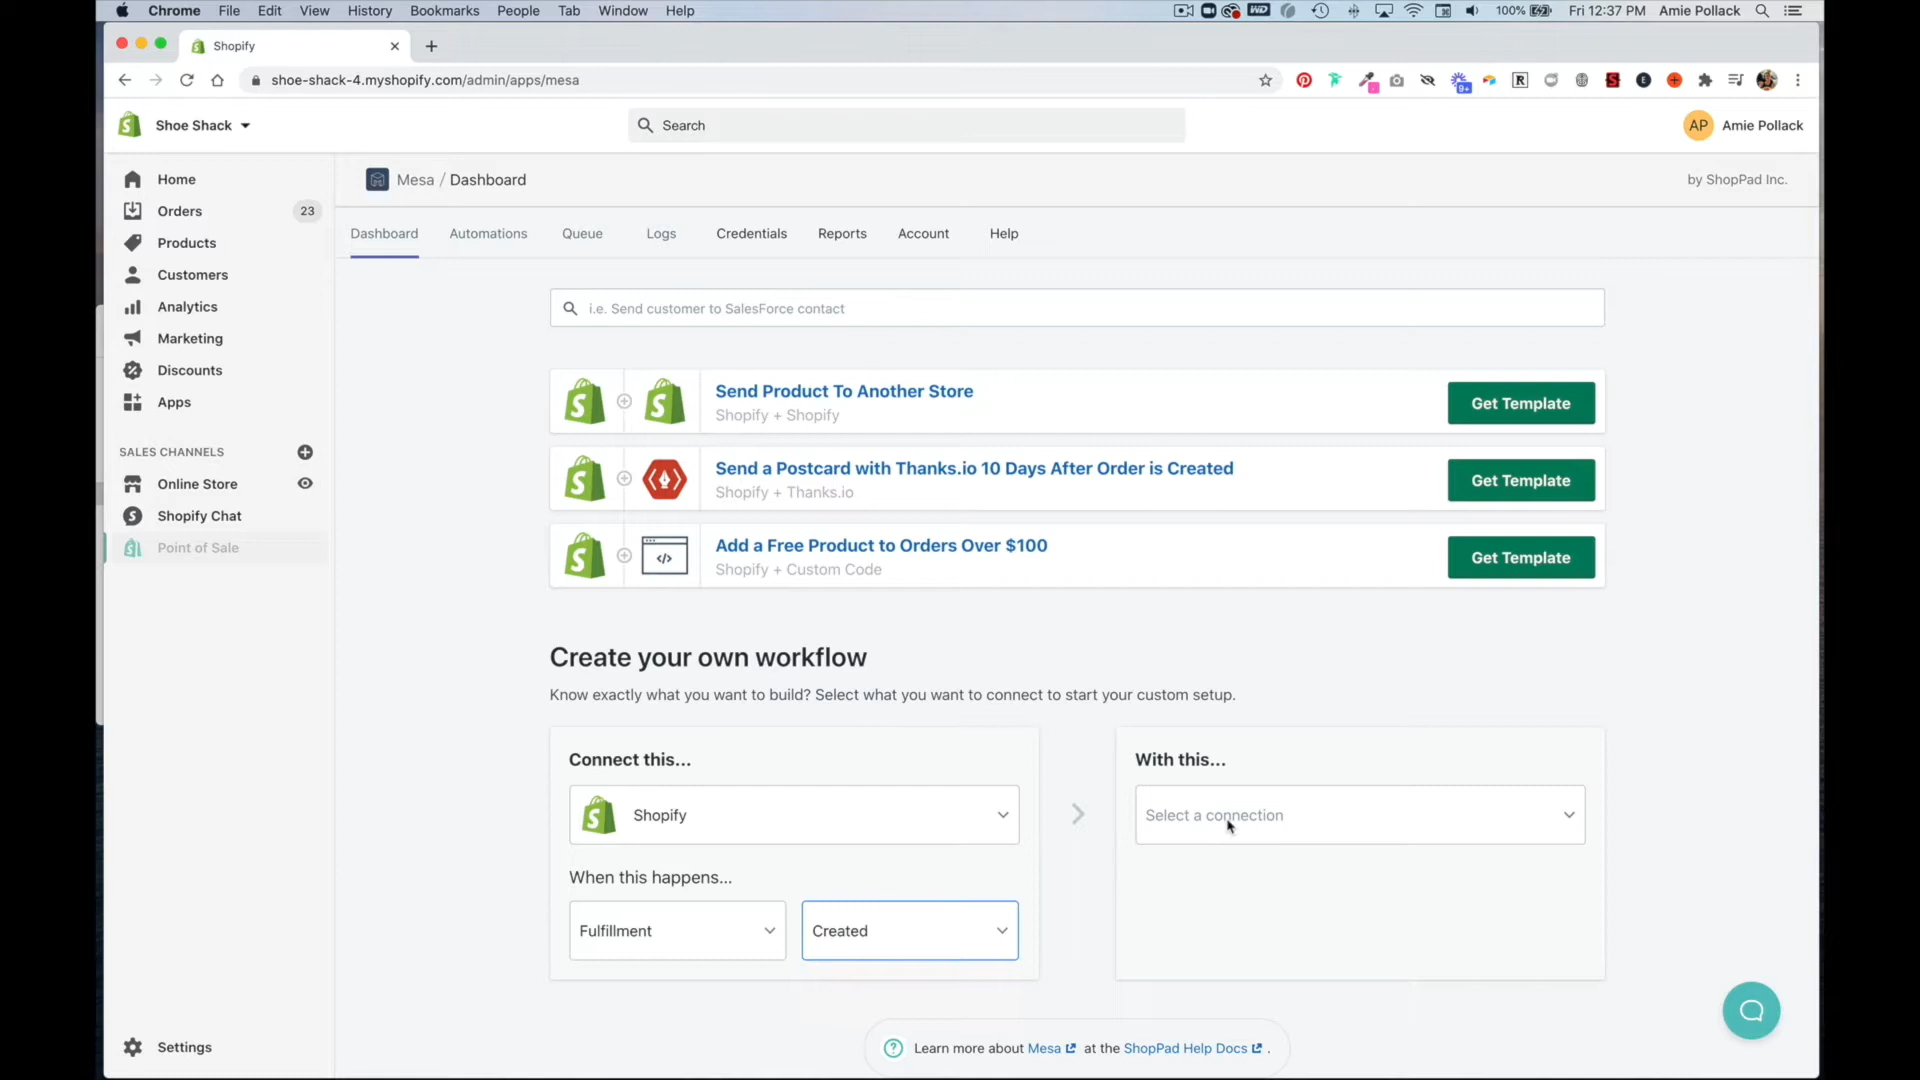 Chrome File Edit View History Bookmarks People Tab Window Help
100% Fri 12:37 PM Amie Pollack
Shopify
shoe-shack-4.myshopify.com/admin/apps/mesa
Shoe Shack
Search
AP Amie Pollack
Home
Orders 23
Products
Customers
Analytics
Marketing
Discounts
Apps
SALES CHANNELS
Online Store
Shopify Chat
Point of Sale
Settings
Mesa / Dashboard
by ShopPad Inc.
Dashboard Automations Queue Logs Credentials Reports Account Help
i.e. Send customer to SalesForce contact
Send Product To Another Store
Shopify + Shopify
Get Template
Send a Postcard with Thanks.io 10 Days After Order is Created
Shopify + Thanks.io
Get Template
Add a Free Product to Orders Over $100
Shopify + Custom Code
Get Template
Create your own workflow
Know exactly what you want to build? Select what you want to connect to start your custom setup.
Connect this...
Shopify
When this happens...
Fulfillment
Created
With this...
Select a connection
Learn more about Mesa at the ShopPad Help Docs .